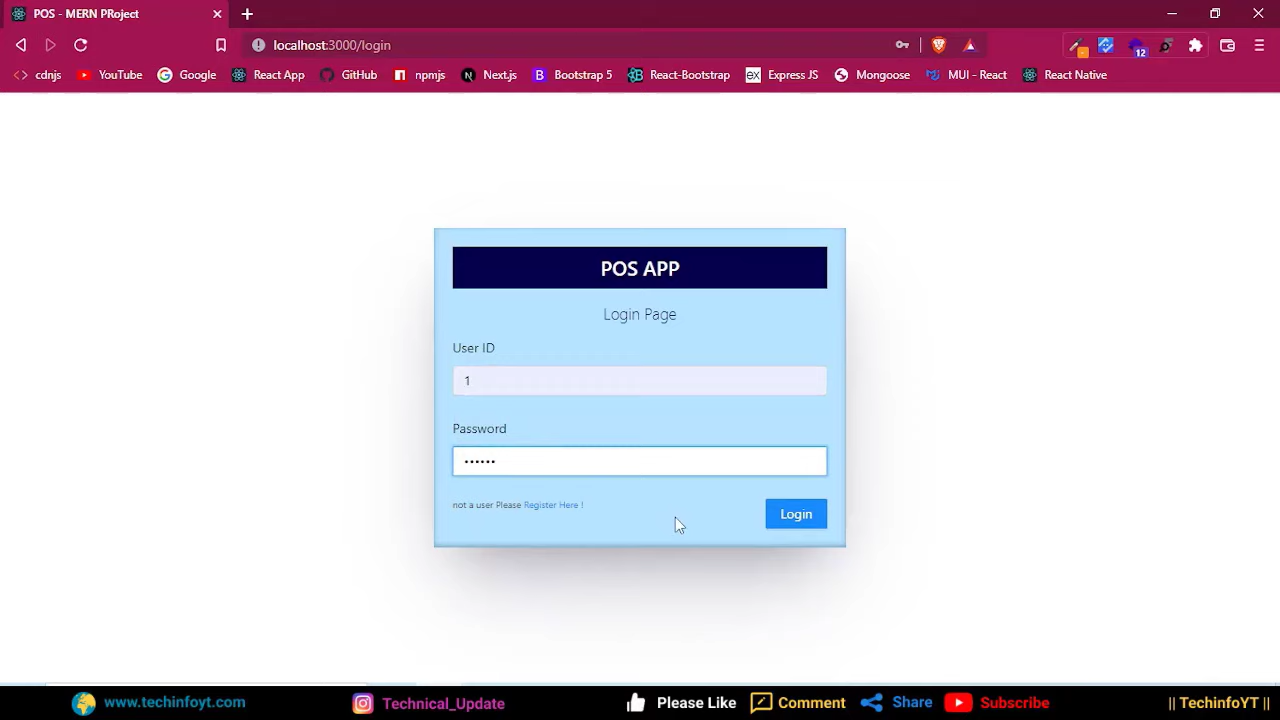 POS - MERN PRoject
localhost:3000/login
12
cdnjs YouTube Google React App GitHub npmjs Next.js Bootstrap 5 React-Bootstrap ex Express JS Mongoose MUI - React React Native
POS APP
Login Page
User ID
1
Password
••••••
not a user Please Register Here !
Login
www.techinfoyt.com Technical_Update Please Like Comment Share Subscribe || TechinfoYT ||